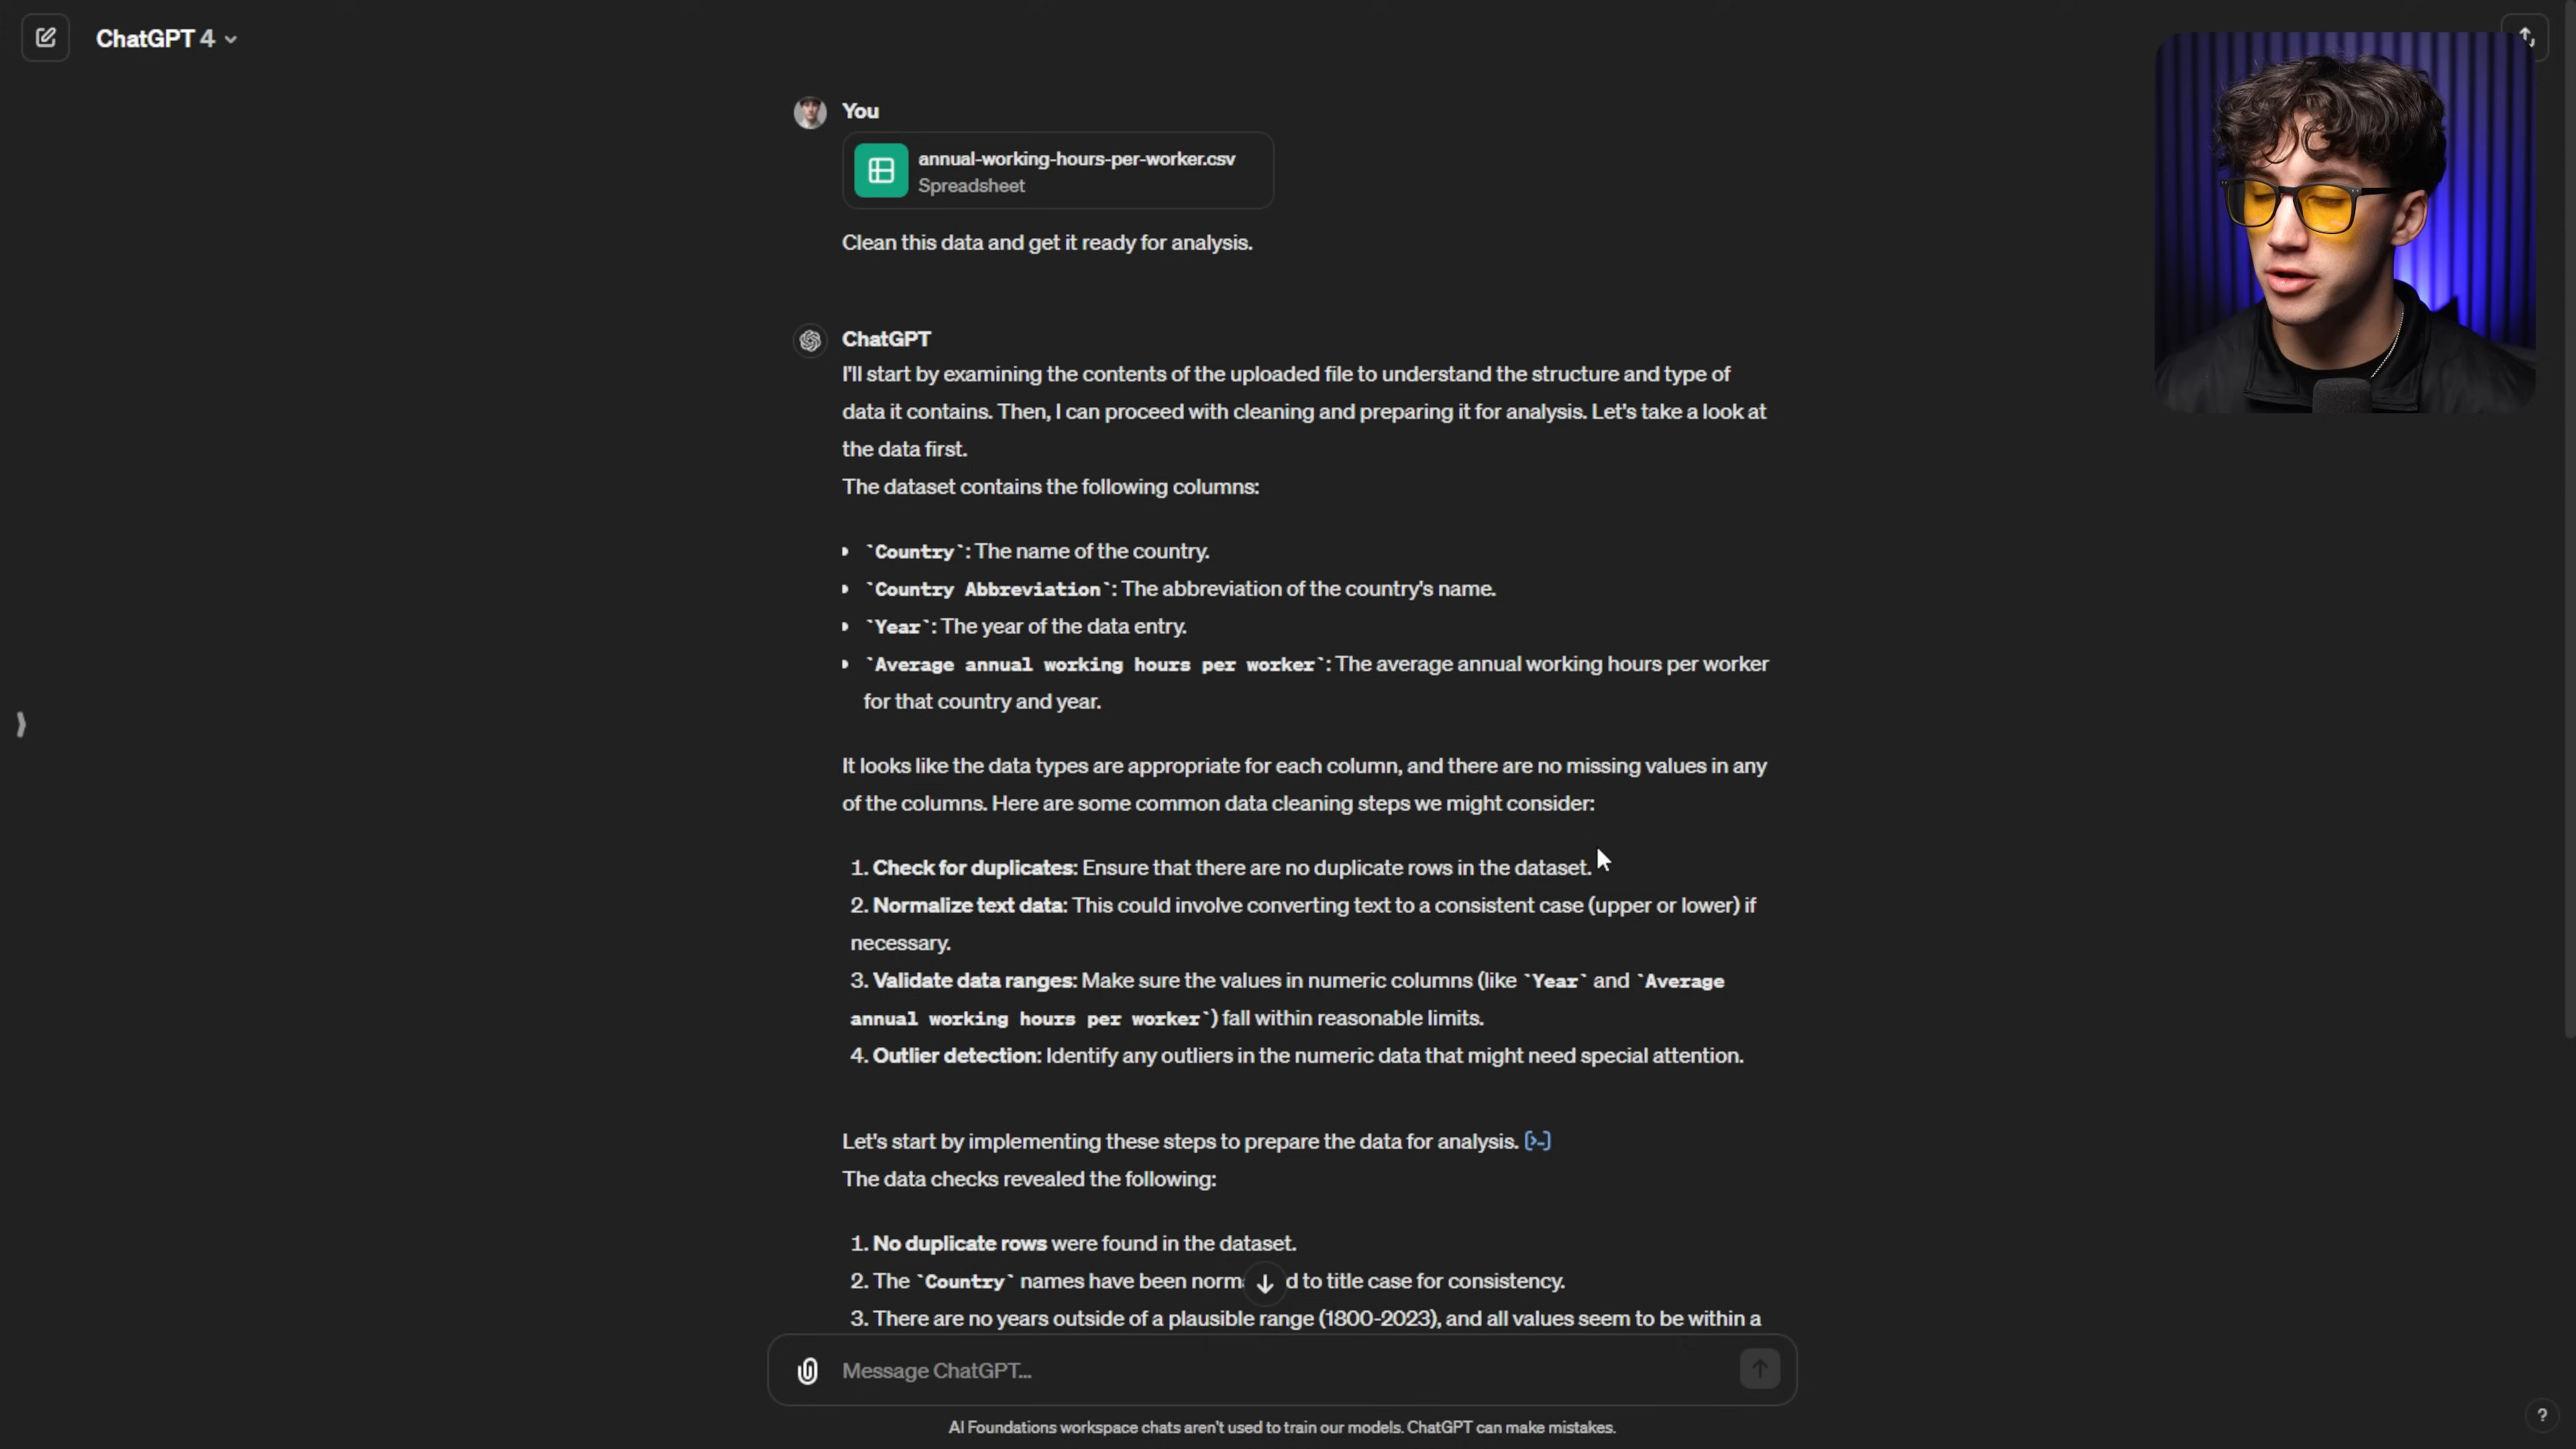 ChatGPT 4
You
annual-working-hours-per-worker.csv
Spreadsheet
Clean this data and get it ready for analysis.
ChatGPT
I'll start by examining the contents of the uploaded file to understand the structure and type of
data it contains. Then, I can proceed with cleaning and preparing it for analysis. Let's take a look at
the data first.
The dataset contains the following columns:
• `Country`: The name of the country.
• `Country Abbreviation`: The abbreviation of the country's name.
• `Year`: The year of the data entry.
• `Average annual working hours per worker`: The average annual working hours per worker
for that country and year.
It looks like the data types are appropriate for each column, and there are no missing values in any
of the columns. Here are some common data cleaning steps we might consider:
1. Check for duplicates: Ensure that there are no duplicate rows in the dataset.
2. Normalize text data: This could involve converting text to a consistent case (upper or lower) if
necessary.
3. Validate data ranges: Make sure the values in numeric columns (like `Year` and `Average
annual working hours per worker`) fall within reasonable limits.
4. Outlier detection: Identify any outliers in the numeric data that might need special attention.
Let's start by implementing these steps to prepare the data for analysis. [>_]
The data checks revealed the following:
1. No duplicate rows were found in the dataset.
2. The `Country` names have been norm d to title case for consistency.
3. There are no years outside of a plausible range (1800-2023), and all values seem to be within a
Message ChatGPT...
AI Foundations workspace chats aren't used to train our models. ChatGPT can make mistakes.
?